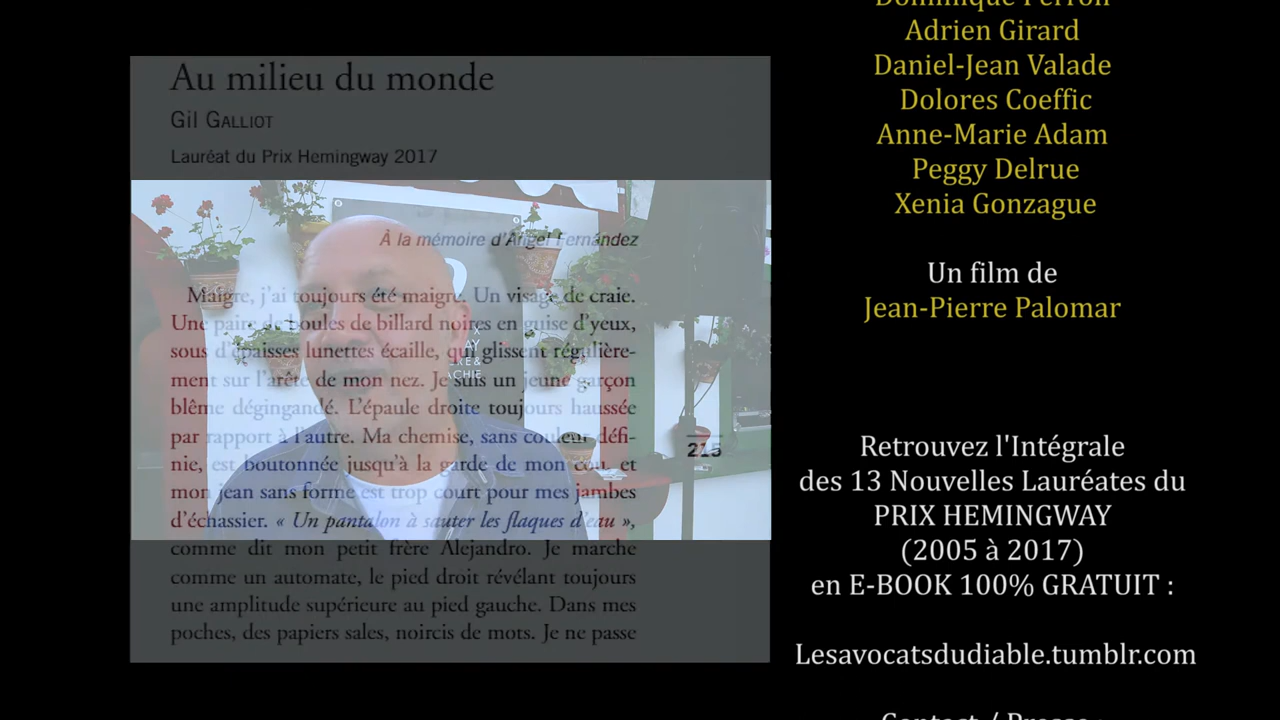 Au milieu du monde
Gil GALLIOT
Lauréat du Prix Hemingway 2017
À la mémoire d'Angel Fernandez
Maigre, j'ai toujours été maigre. Un visage de craie.
Une paire de boules de billard noires en guise d'yeux,
sous d'épaisses lunettes écaille, qui glissent régulière-
ment sur l'arête de mon nez. Je suis un jeune garçon
blême dégingandé. L'épaule droite toujours haussée
par rapport à l'autre. Ma chemise, sans couleur défi-
nie, est boutonnée jusqu'à la garde de mon cou, et
mon jean sans forme est trop court pour mes jambes
d'échassier. « Un pantalon à sauter les flaques d'eau »,
comme dit mon petit frère Alejandro. Je marche
comme un automate, le pied droit révélant toujours
une amplitude supérieure au pied gauche. Dans mes
poches, des papiers sales, noircis de mots. Je ne passe
215
Dominique Perron
Adrien Girard
Daniel-Jean Valade
Dolores Coeffic
Anne-Marie Adam
Peggy Delrue
Xenia Gonzague
Un film de
Jean-Pierre Palomar
Retrouvez l'Intégrale
des 13 Nouvelles Lauréates du
PRIX HEMINGWAY
(2005 à 2017)
en E-BOOK 100% GRATUIT :
Lesavocatsdudiable.tumblr.com
Contact / Presse :